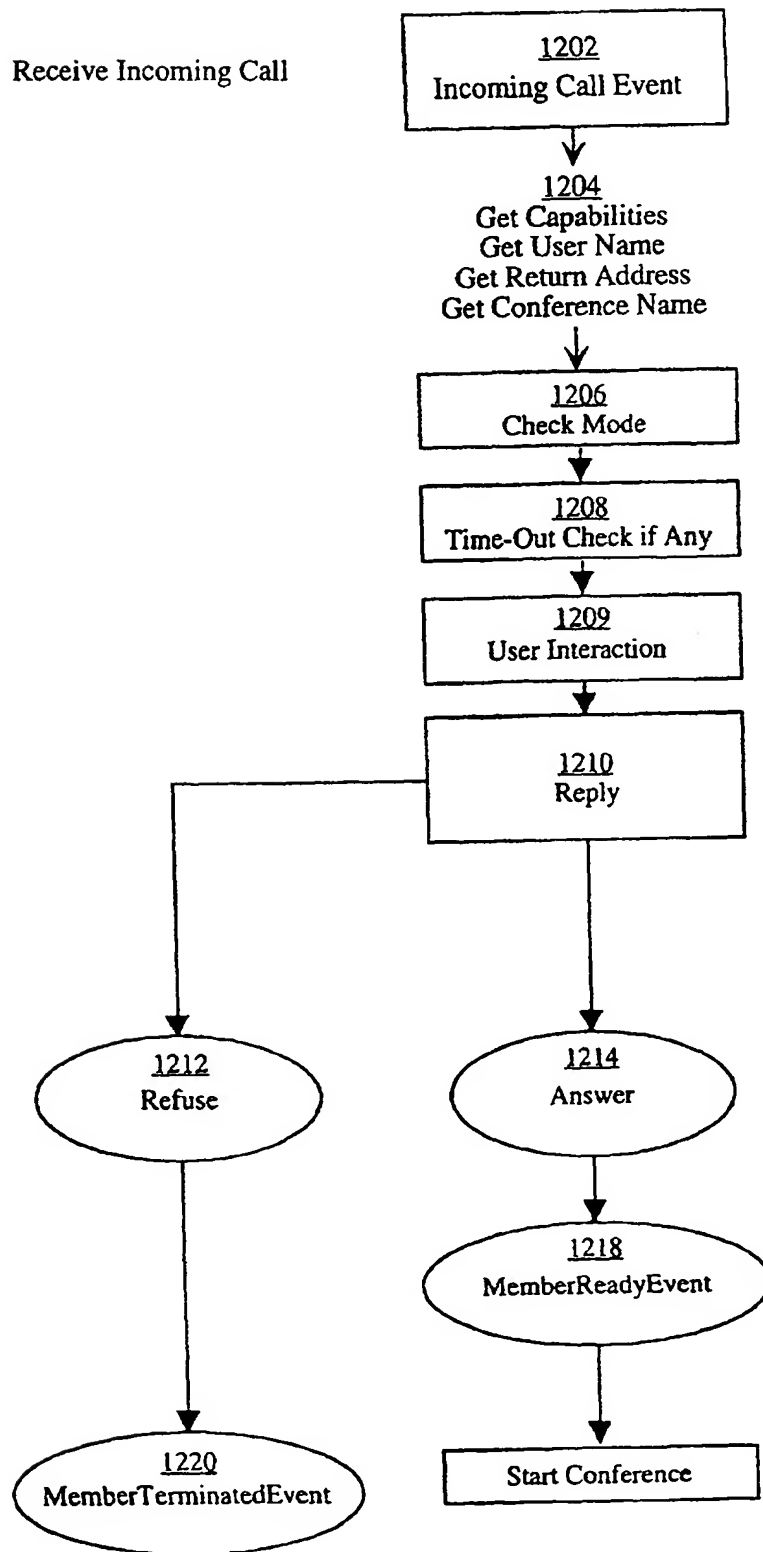 Receive Incoming Call
1202
Incoming Call Event
1204
Get Capabilities
Get User Name
Get Return Address
Get Conference Name
1206
Check Mode
1208
Time-Out Check if Any
1209
User Interaction
1210
Reply
1212
Refuse
1214
Answer
1218
MemberReadyEvent
1220
MemberTerminatedEvent
Start Conference